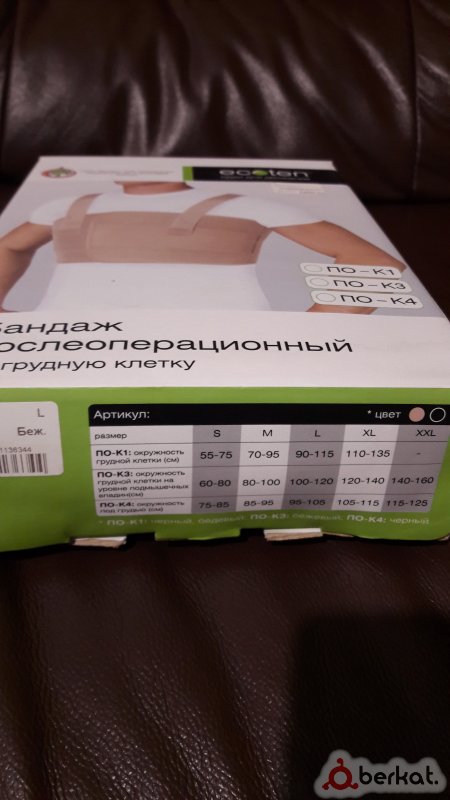 ecoten
ПО – К1
ПО – К3
ПО – К4
Бандаж
послеоперационный
грудную клетку
L
Беж.
1136344
Артикул: * цвет
размер S M L XL XXL
ПО-К1: окружность
грудной клетки (см) 55-75 70-95 90-115 110-135 -
ПО-К3: окружность
грудной клетки на
уровне подмышечных
впадин(см) 60-80 80-100 100-120 120-140 140-160
ПО-К4: окружность
под грудью (см) 75-85 85-95 95-105 105-115 115-125
* ПО-К1: черный, бежевый; ПО-К3: бежевый; ПО-К4: черный
berkat.